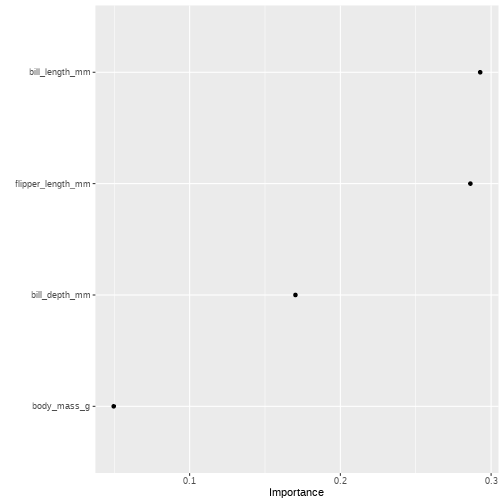 bill_length_mm
flipper_length_mm
bill_depth_mm
body_mass_g
0.1
0.2
0.3
Importance